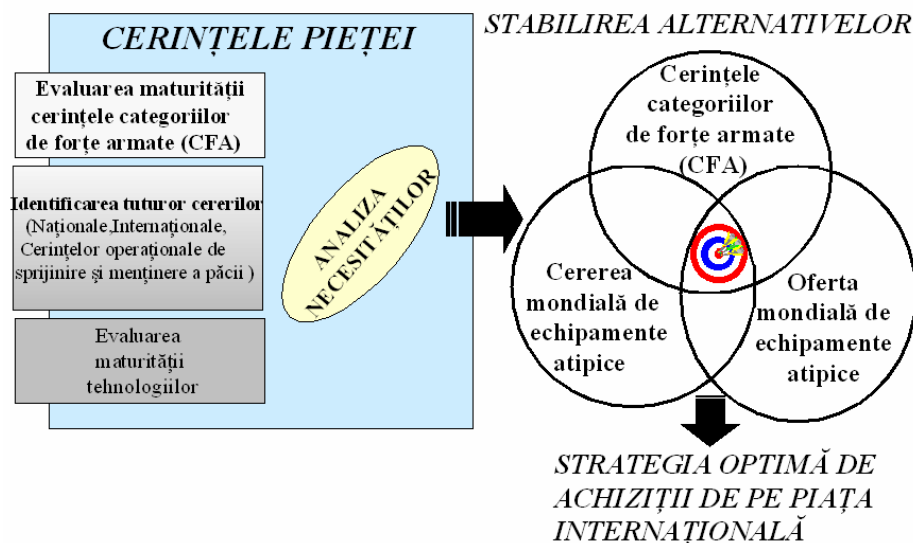 CERINȚELE PIEȚEI
Evaluarea maturității
cerințele categoriilor
de forțe armate (CFA)
Identificarea tuturor cererilor
(Naționale,Internaționale,
Cerințelor operaționale de
sprijinire și menținere a păcii )
Evaluarea
maturității
tehnologiilor
ANALIZA
NECESITĂȚILOR
STABILIREA ALTERNATIVELOR
Cerințele
categoriilor
de forțe armate
(CFA)
Cererea
mondială de
echipamente
atipice
Oferta
mondială de
echipamente
atipice
STRATEGIA OPTIMĂ DE
ACHIZIȚII DE PE PIAȚA
INTERNAȚIONALĂ